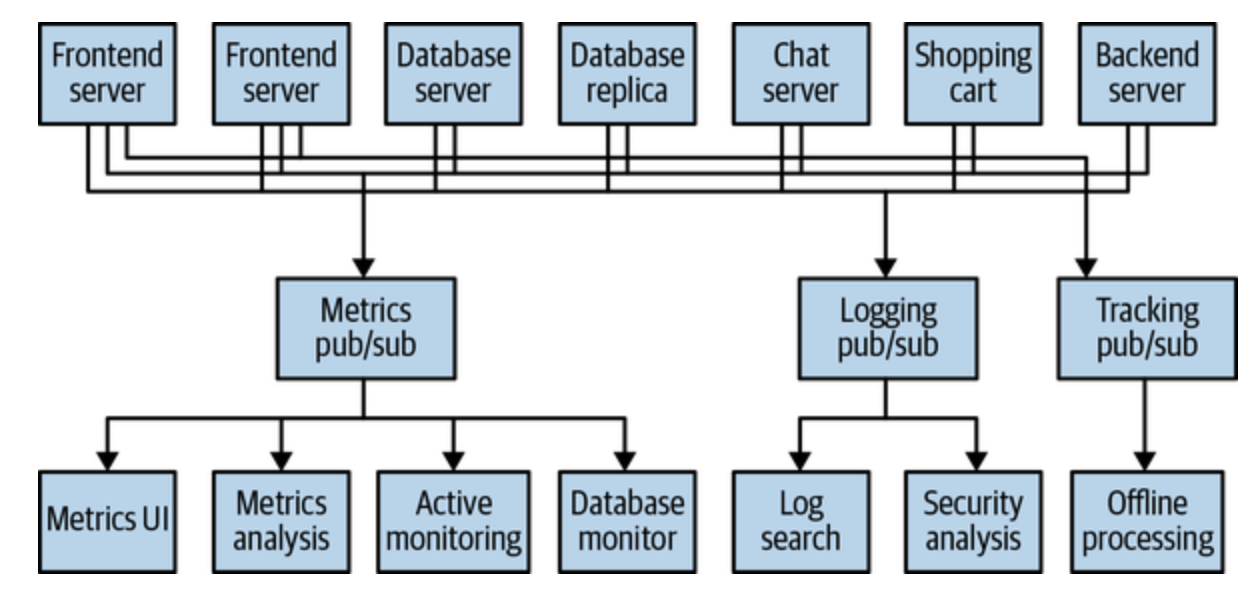 Frontend
server
Frontend
server
Database
server
Database
replica
Chat
server
Shopping
cart
Backend
server
Metrics
pub/sub
Logging
pub/sub
Tracking
pub/sub
Metrics UI
Metrics
analysis
Active
monitoring
Database
monitor
Log
search
Security
analysis
Offline
processing